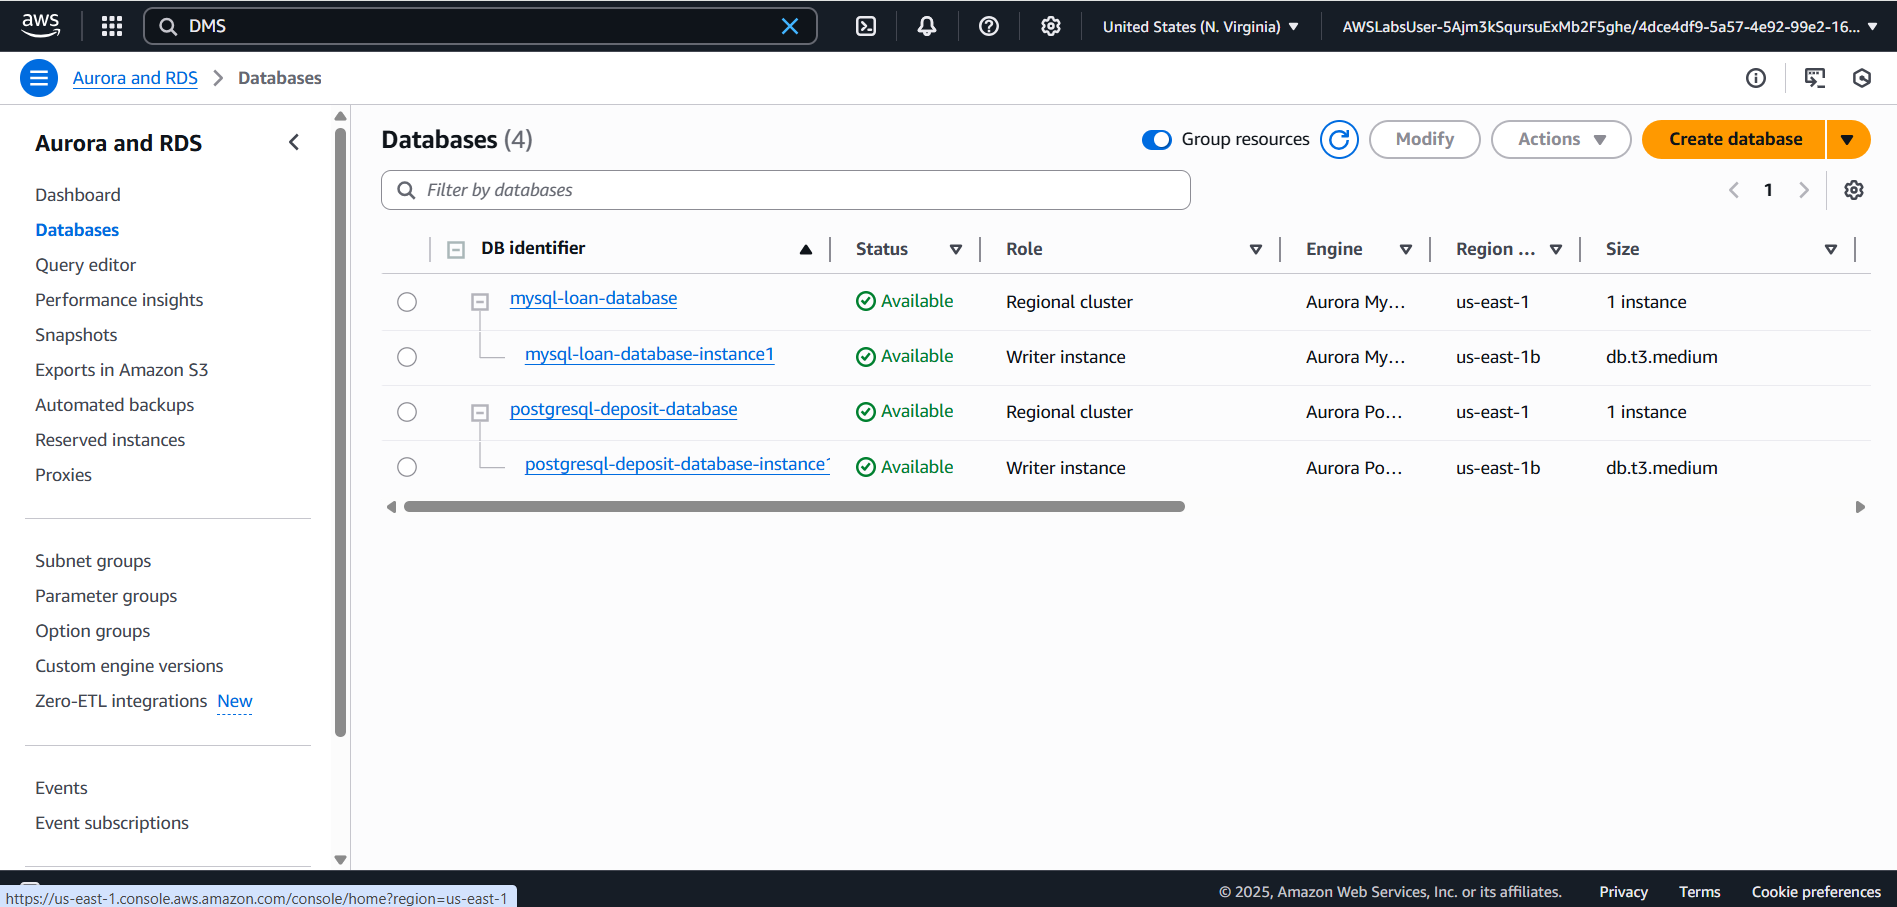 aws DMS United States (N. Virginia) AWSLabsUser-5Ajm3kSqursuExMb2F5ghe/4dce4df9-5a57-4e92-99e2-16...
Aurora and RDS Databases
Aurora and RDS
Dashboard
Databases
Query editor
Performance insights
Snapshots
Exports in Amazon S3
Automated backups
Reserved instances
Proxies
Subnet groups
Parameter groups
Option groups
Custom engine versions
Zero-ETL integrations New
Events
Event subscriptions
Databases (4) Group resources Modify Actions Create database
Filter by databases 1
DB identifier Status Role Engine Region ... Size
mysql-loan-database Available Regional cluster Aurora My... us-east-1 1 instance
mysql-loan-database-instance1 Available Writer instance Aurora My... us-east-1b db.t3.medium
postgresql-deposit-database Available Regional cluster Aurora Po... us-east-1 1 instance
postgresql-deposit-database-instance1 Available Writer instance Aurora Po... us-east-1b db.t3.medium
https://us-east-1.console.aws.amazon.com/console/home?region=us-east-1 © 2025, Amazon Web Services, Inc. or its affiliates. Privacy Terms Cookie preferences